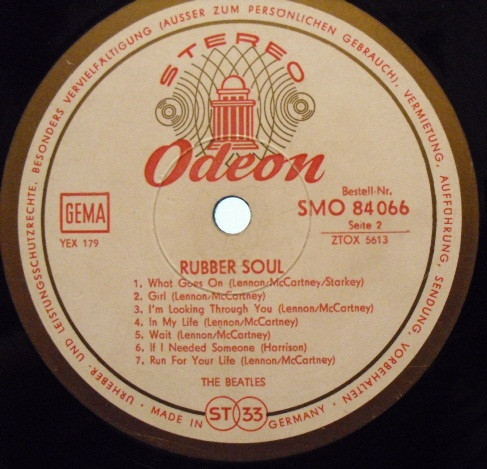 URHEBER- UND LEISTUNGSSCHUTZRECHTE, BESONDERS VERVIELFÄLTIGUNG (AUSSER ZUM PERSÖNLICHEN GEBRAUCH), VERMIETUNG, AUFFÜHRUNG, SENDUNG, VORBEHALTEN
STEREO
Odeon
GEMA
YEX 179
Bestell-Nr.
SMO 84 066
Seite 2
ZTOX 5613
RUBBER SOUL
1. What Goes On (Lennon/McCartney/Starkey)
2. Girl (Lennon/McCartney)
3. I'm Looking Through You (Lennon/McCartney)
4. In My Life (Lennon/McCartney)
5. Wait (Lennon/McCartney)
6. If I Needed Someone (Harrison)
7. Run For Your Life (Lennon/McCartney)
THE BEATLES
MADE IN ST 33 GERMANY